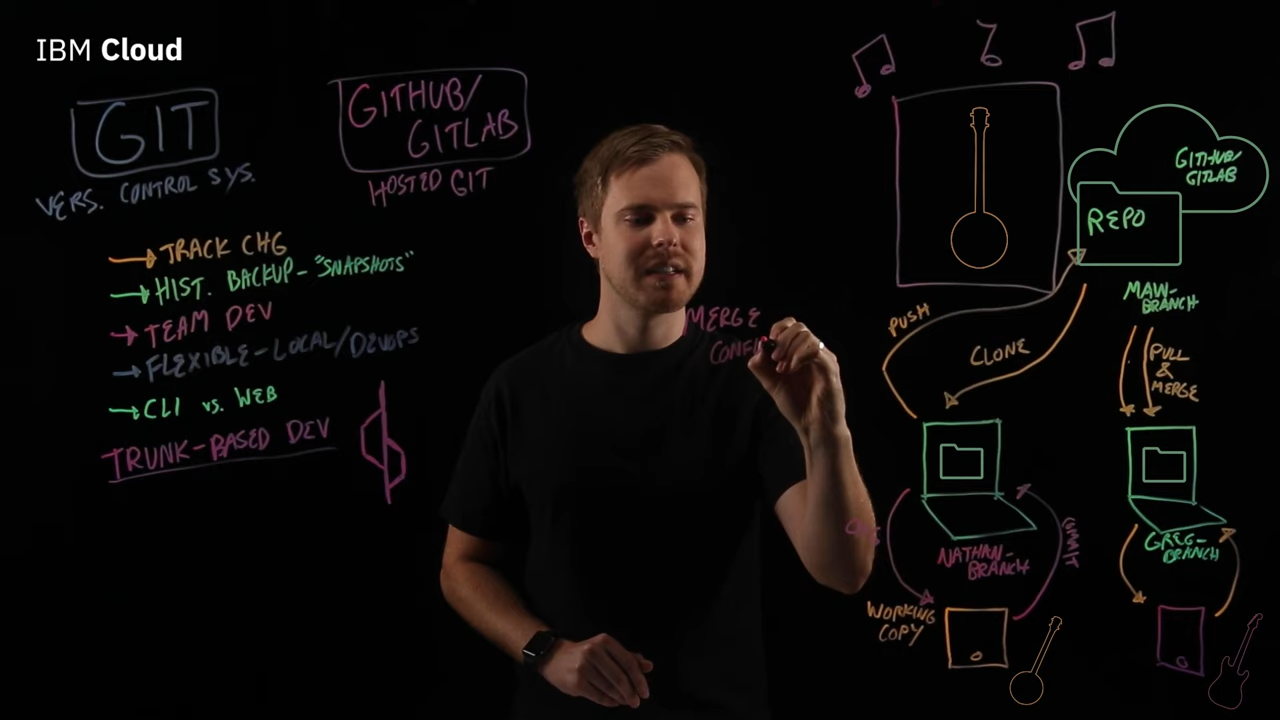 IBM Cloud
GIT
VERS. CONTROL SYS.
GITHUB/
GITLAB
HOSTED GIT
TRACK CHG
HIST. BACKUP-"SNAPSHOTS"
TEAM DEV
FLEXIBLE-LOCAL/DEVOPS
CLI vs. WEB
TRUNK-BASED DEV
MERGE
CONF
GITHUB/
GITLAB
REPO
MAIN-
BRANCH
PUSH
CLONE
PULL
&
MERGE
NATHAN-
BRANCH
COMMIT
GREG-
BRANCH
WORKING
COPY